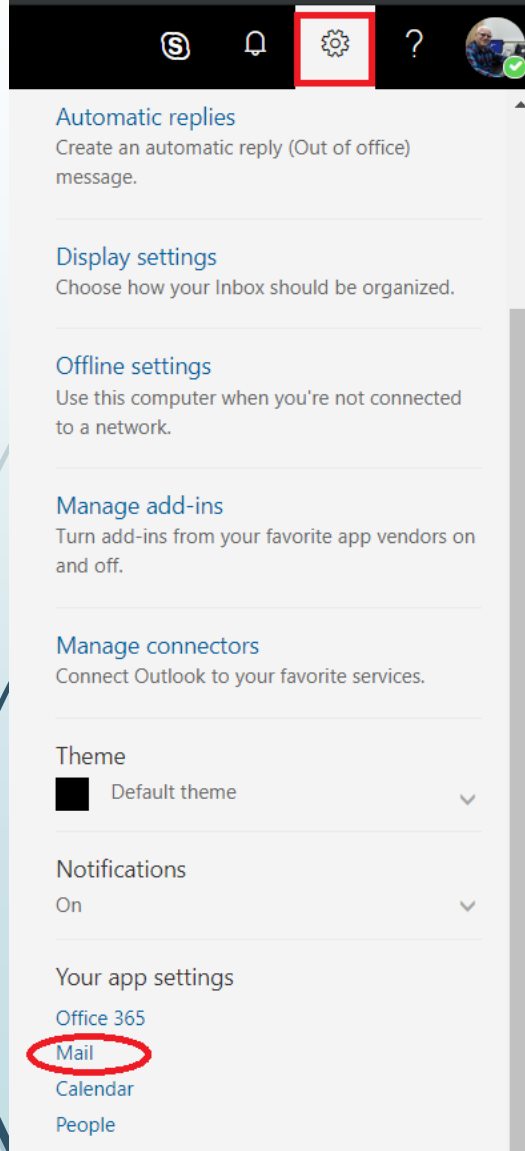 ?
Automatic replies
Create an automatic reply (Out of office)
message.
Display settings
Choose how your Inbox should be organized.
Offline settings
Use this computer when you're not connected
to a network.
Manage add-ins
Turn add-ins from your favorite app vendors on
and off.
Manage connectors
Connect Outlook to your favorite services.
Theme
Default theme
Notifications
On
Your app settings
Office 365
Mail
Calendar
People